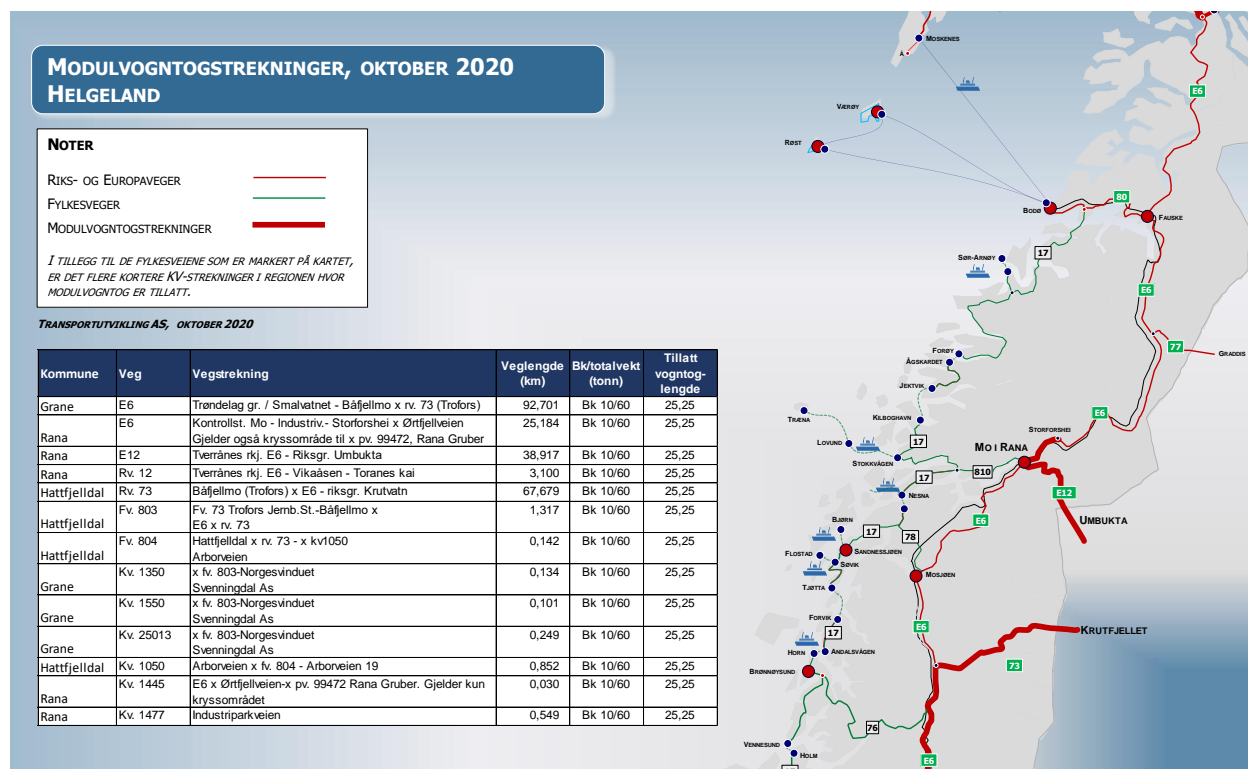 MODULVOGNTOGSTREKNINGER, OKTOBER 2020
HELGELAND
NOTER
RIKS- OG EUROPAVEGER
FYLKESVEGER
MODULVOGNTOGSTREKNINGER
I TILLEGG TIL DE FYLKESVEIENE SOM ER MARKERT PÅ KARTET,
ER DET FLERE KORTERE KV-STREKNINGER I REGIONEN HVOR
MODULVOGNTOG ER TILLATT.
TRANSPORTUTVIKLING AS, OKTOBER 2020
Kommune Veg Vegstrekning Veglengde (km) Bk/totalvekt (tonn) Tillatt vogntog-lengde
Grane E6 Trøndelag gr. / Smalvatnet - Båfjellmo x rv. 73 (Trofors) 92,701 Bk 10/60 25,25
Rana E6 Kontrollst. Mo - Industriv.- Storforshei x Ørtfjellveien 25,184 Bk 10/60 25,25
Gjelder også kryssområde til x pv. 99472, Rana Gruber
Rana E12 Tverrånes rkj. E6 - Riksgr. Umbukta 38,917 Bk 10/60 25,25
Rana Rv. 12 Tverrånes rkj. E6 - Vikaåsen - Toranes kai 3,100 Bk 10/60 25,25
Hattfjelldal Rv. 73 Båfjellmo (Trofors) x E6 - riksgr. Krutvatn 67,679 Bk 10/60 25,25
Hattfjelldal Fv. 803 Fv. 73 Trofors Jernb.St.-Båfjellmo x 1,317 Bk 10/60 25,25
E6 x rv. 73
Hattfjelldal Fv. 804 Hattfjelldal x rv. 73 - x kv1050 0,142 Bk 10/60 25,25
Arborveien
Grane Kv. 1350 x fv. 803-Norgesvinduet 0,134 Bk 10/60 25,25
Svenningdal As
Grane Kv. 1550 x fv. 803-Norgesvinduet 0,101 Bk 10/60 25,25
Svenningdal As
Grane Kv. 25013 x fv. 803-Norgesvinduet 0,249 Bk 10/60 25,25
Svenningdal As
Hattfjelldal Kv. 1050 Arborveien x fv. 804 - Arborveien 19 0,852 Bk 10/60 25,25
Rana Kv. 1445 E6 x Ørtfjellveien-x pv. 99472 Rana Gruber. Gjelder kun 0,030 Bk 10/60 25,25
krysssområdet
Rana Kv. 1477 Industriparkveien 0,549 Bk 10/60 25,25
MOSKENES
Å
E6
VÆRØY
RØST
80
BODØ
FAUSKE
17
SØR-ARNØY
E6
77
GRADDIS
FORØY
ÅGSKARDET
JEKTVIK
TRÆNA
KILBOGHAVN
E6
STORFORSHEI
LOVUND
17
MO I RANA
STOKKVÅGEN
17
810
E12
NESNA
UMBUKTA
BJØRN
17
E6
78
FLOSTAD
SANDNESSJØEN
SØVIK
MOSJØEN
TJØTTA
FORVIK
17
E6
KRUTFJELLET
HORN
ANDALSVÅGEN
73
BRØNNØYSUND
76
VENNESUND
HOLM
E6
17